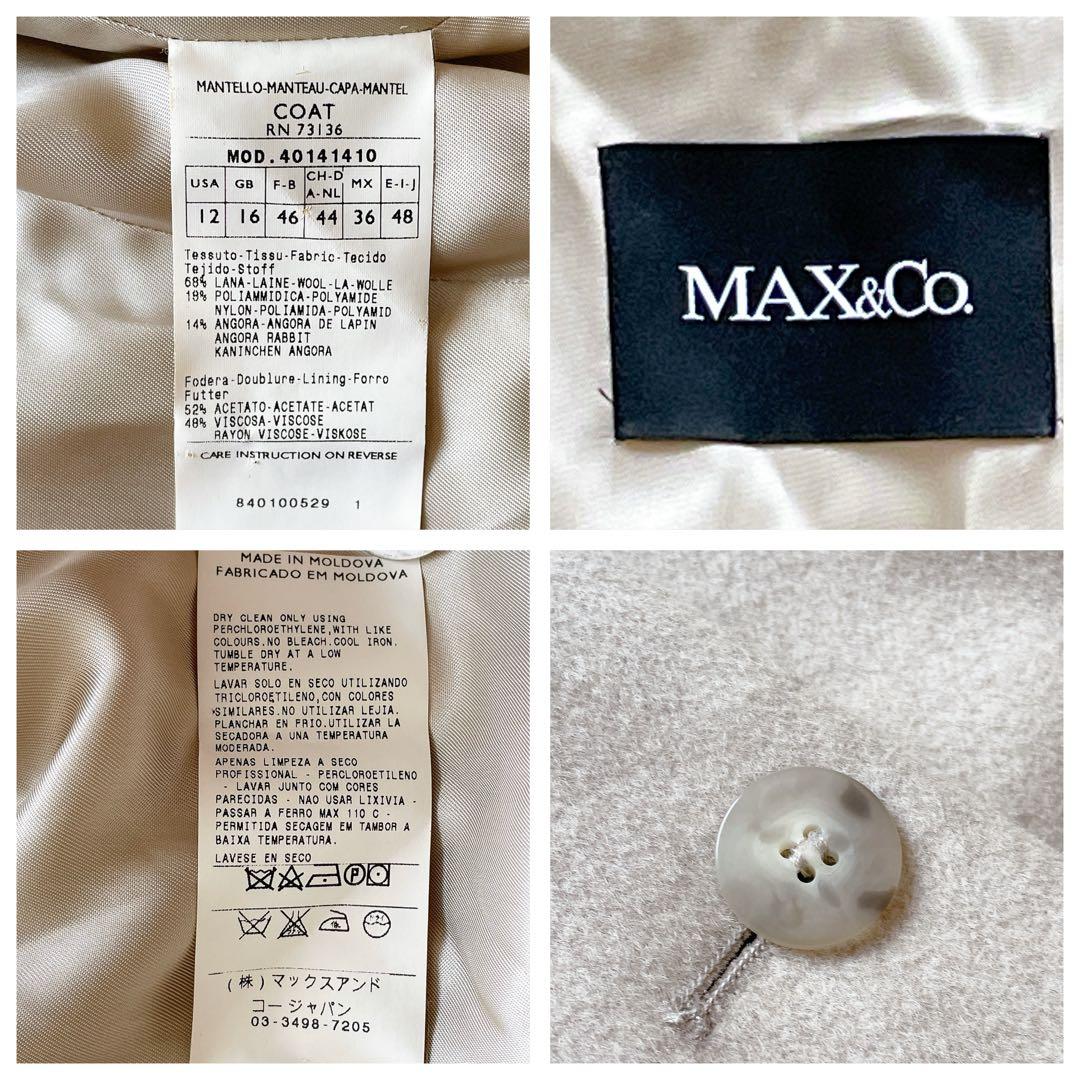 MANTELLO-MANTEAU-CAPA-MANTEL
COAT
RN 73136
MOD.40141410
USA GB F-B CH-D A-NL MX E-I-J
12 16 46 44 36 48
Tessuto-Tissu-Fabric-Tecido
Tejido-Stoff
68% LANA-LAINE-WOOL-LA-WOLLE
18% POLIAMMIDICA-POLYAMIDE
NYLON-POLIAMIDA-POLYAMID
14% ANGORA-ANGORA DE LAPIN
ANGORA RABBIT
KANINCHEN ANGORA
Fodera-Doublure-Lining-Forro
Futter
52% ACETATO-ACETATE-ACETAT
48% VISCOSA-VISCOSE
RAYON VISCOSE-VISKOSE
CARE INSTRUCTION ON REVERSE
840100529 1
MAX&Co.
MADE IN MOLDOVA
FABRICADO EM MOLDOVA
DRY CLEAN ONLY USING
PERCHLOROETHYLENE,WITH LIKE
COLOURS.NO BLEACH.COOL IRON.
TUMBLE DRY AT A LOW
TEMPERATURE.
LAVAR SOLO EN SECO UTILIZANDO
TRICLOROETILENO,CON COLORES
SIMILARES.NO UTILIZAR LEJIA.
PLANCHAR EN FRIO.UTILIZAR LA
SECADORA A UNA TEMPERATURA
MODERADA.
APENAS LIMPEZA A SECO
PROFISSIONAL - PERCLOROETILENO
- LAVAR JUNTO COM CORES
PARECIDAS - NAO USAR LIXIVIA -
PASSAR A FERRO MAX 110 C -
PERMITIDA SECAGEM EM TAMBOR A
BAIXA TEMPERATURA.
LAVESE EN SECO
P
(株)マックスアンド
コージャパン
03-3498-7205